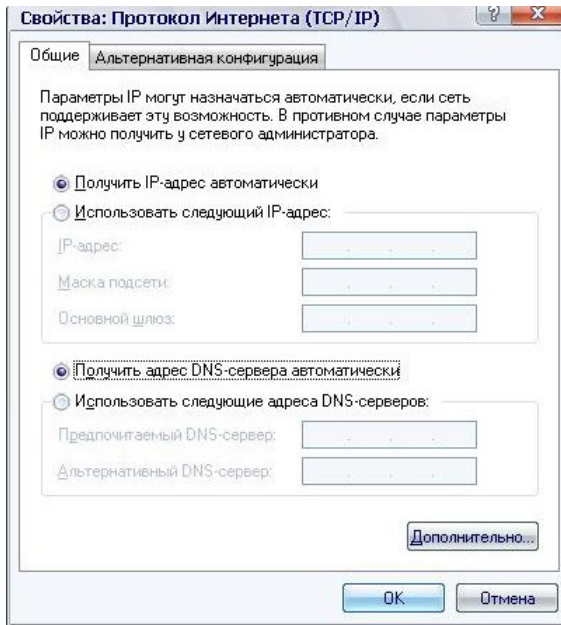 Свойства: Протокол Интернета (TCP/IP)
Общие
Альтернативная конфигурация
Параметры IP могут назначаться автоматически, если сеть
поддерживает эту возможность. В противном случае параметры
IP можно получить у сетевого администратора.
Получить IP-адрес автоматически
Использовать следующий IP-адрес:
IP-адрес:
Маска подсети:
Основной шлюз:
Получить адрес DNS-сервера автоматически
Использовать следующие адреса DNS-серверов:
Предпочитаемый DNS-сервер:
Альтернативный DNS-сервер:
Дополнительно...
OK
Отмена